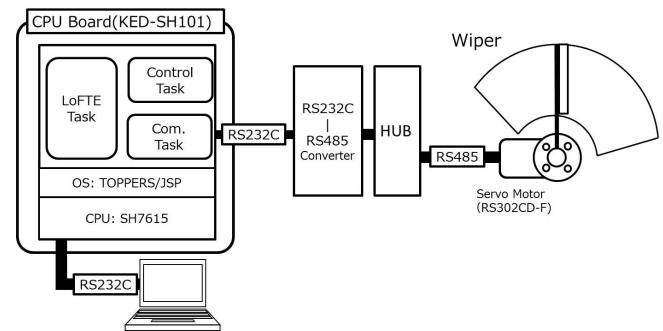 CPU Board(KED-SH101)
LoFTE
Task
Control
Task
Com.
Task
OS: TOPPERS/JSP
CPU: SH7615
RS232C
RS232C
|
RS485
Converter
HUB
RS485
Wiper
Servo Motor
(RS302CD-F)
RS232C